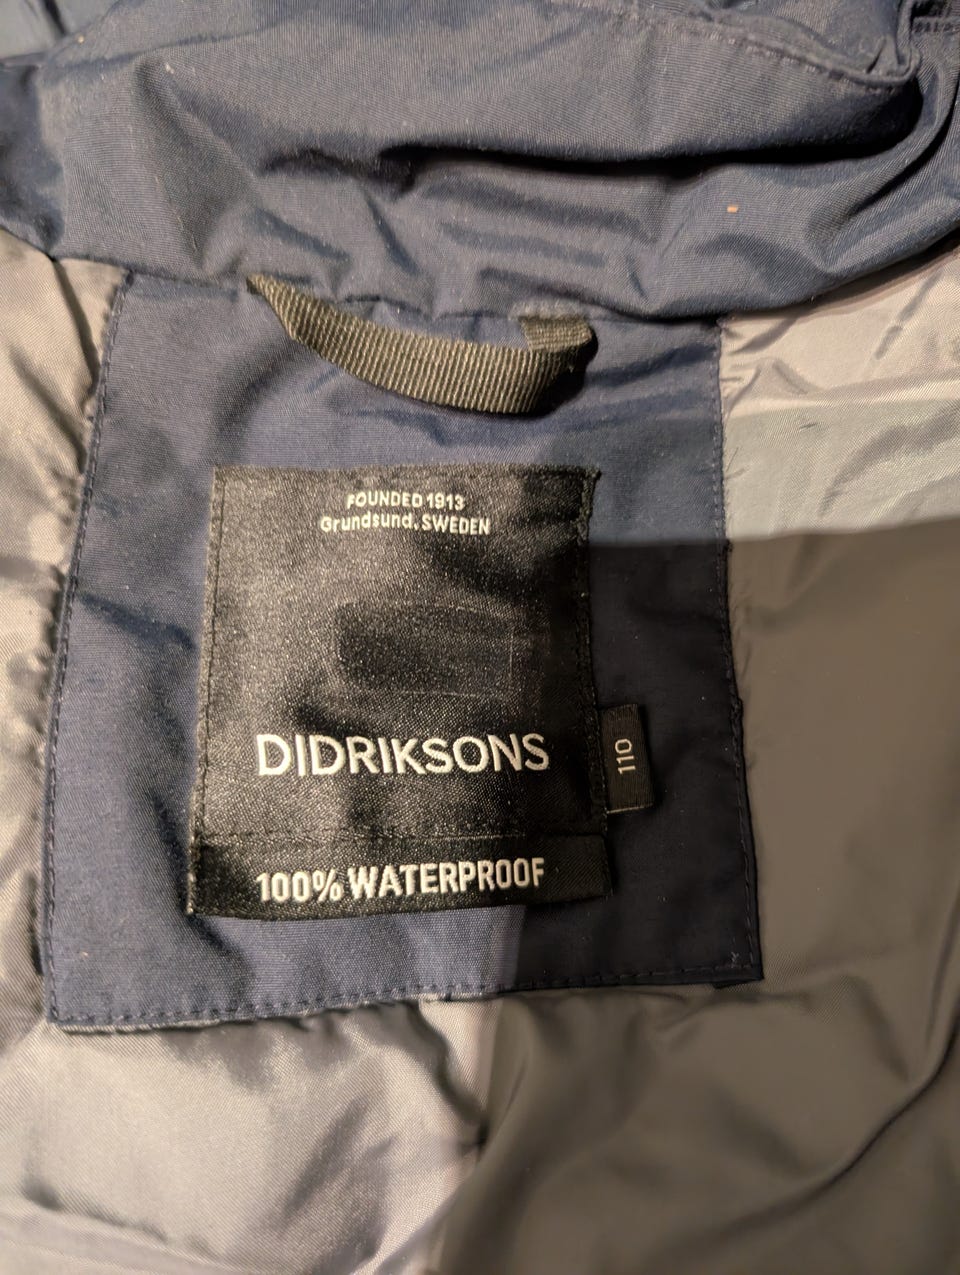 FOUNDED 1913
Grundsund. SWEDEN
DIDRIKSONS
110
100% WATERPROOF